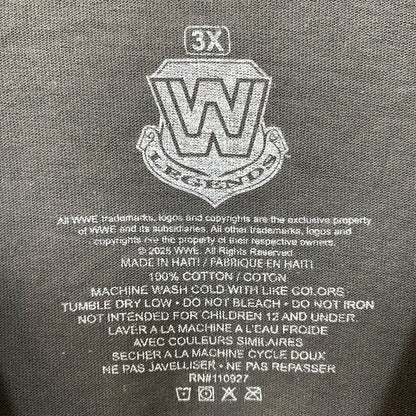 3X
W
LEGENDS
All WWE trademarks, logos and copyrights are the exclusive property
of WWE and its subsidiaries. All other trademarks, logos and
copyrights are the property of their respective owners.
© 2025 WWE. All Rights Reserved.
MADE IN HAITI / FABRIQUE EN HAITI
100% COTTON / COTON
MACHINE WASH COLD WITH LIKE COLORS
TUMBLE DRY LOW • DO NOT BLEACH • DO NOT IRON
NOT INTENDED FOR CHILDREN 12 AND UNDER.
LAVER A LA MACHINE A L'EAU FROIDE
AVEC COULEURS SIMILAIRES
SECHER A LA MACHINE CYCLE DOUX
NE PAS JAVELLISER • NE PAS REPASSER
RN#110927